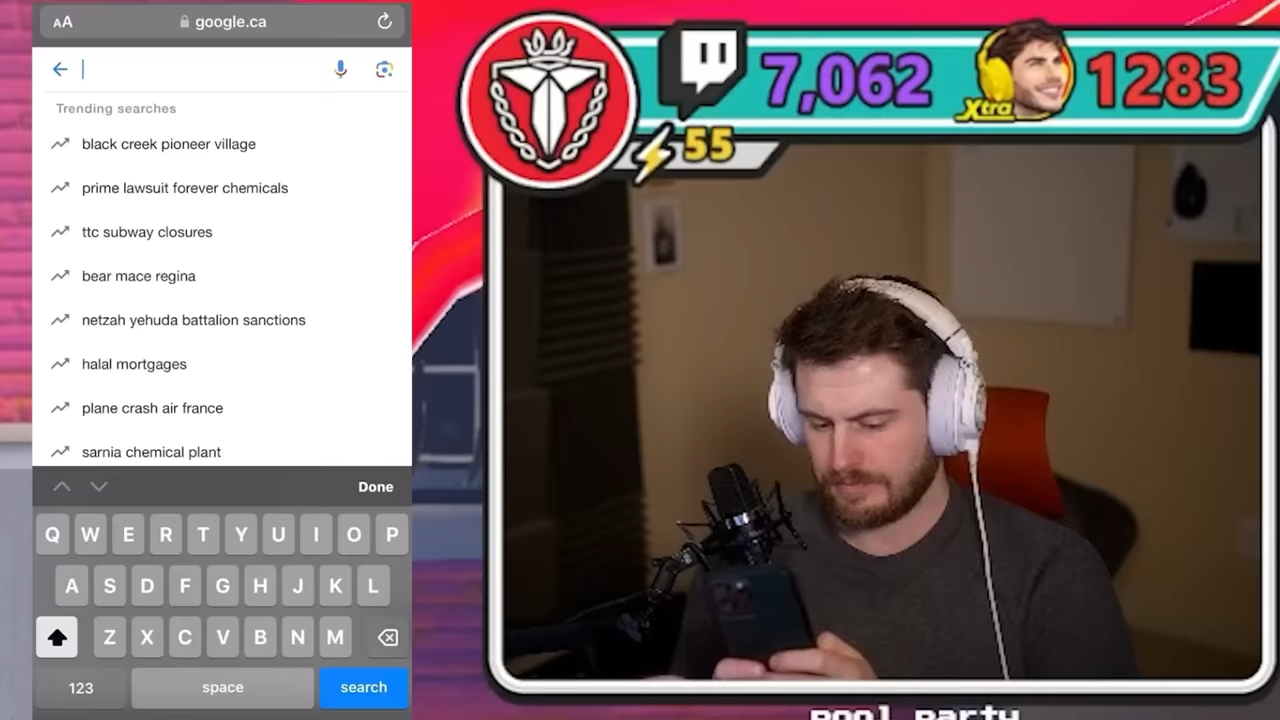 AA google.ca
Trending searches
black creek pioneer village
prime lawsuit forever chemicals
ttc subway closures
bear mace regina
netzah yehuda battalion sanctions
halal mortgages
plane crash air france
sarnia chemical plant
Done
Q W E R T Y U I O P
A S D F G H J K L
Z X C V B N M
123 space search
7,062 Xtra 1283
55
Pool Party